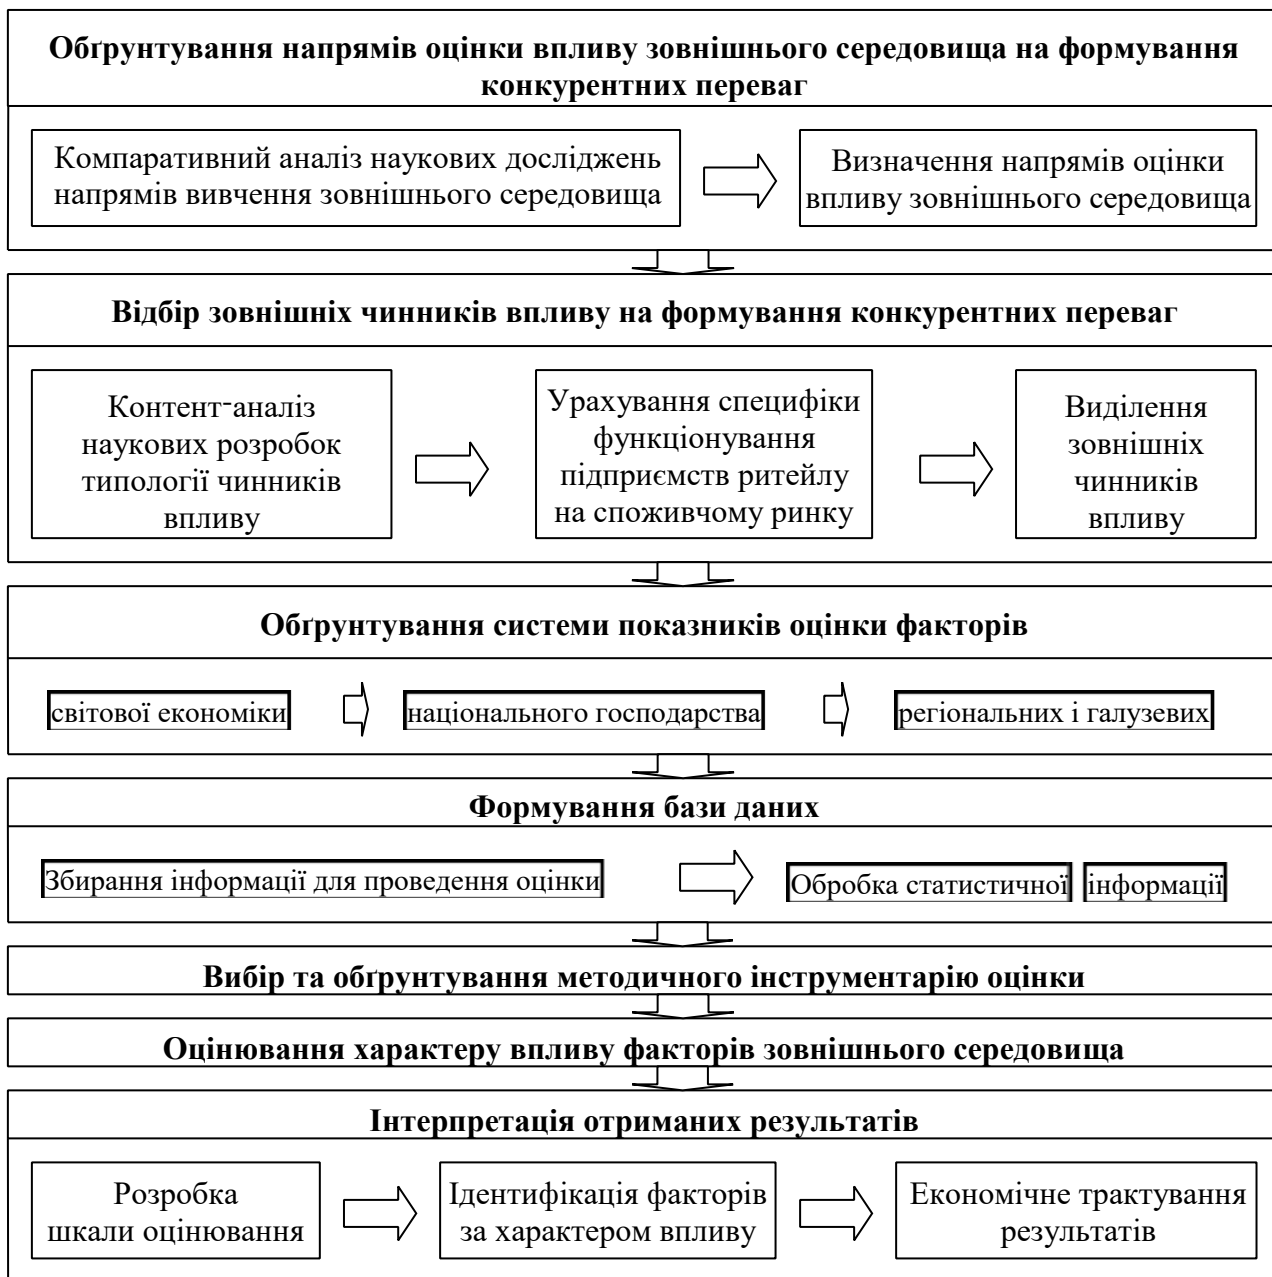 Обґрунтування напрямів оцінки впливу зовнішнього середовища на формування
конкурентних переваг
Компаративний аналіз наукових досліджень
напрямів вивчення зовнішнього середовища
Визначення напрямів оцінки
впливу зовнішнього середовища
Відбір зовнішніх чинників впливу на формування конкурентних переваг
Контент-аналіз
наукових розробок
типології чинників
впливу
Урахування специфіки
функціонування
підприємств ритейлу
на споживчому ринку
Виділення
зовнішніх
чинників
впливу
Обґрунтування системи показників оцінки факторів
світової економіки
національного господарства
регіональних і галузевих
Формування бази даних
Збирання інформації для проведення оцінки
Обробка статистичної інформації
Вибір та обґрунтування методичного інструментарію оцінки
Оцінювання характеру впливу факторів зовнішнього середовища
Інтерпретація отриманих результатів
Розробка
шкали оцінювання
Ідентифікація факторів
за характером впливу
Економічне трактування
результатів